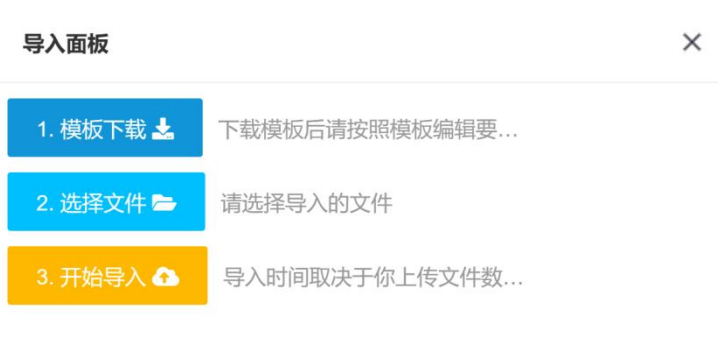 导入面板
1. 模板下载 下载模板后请按照模板编辑要...
2. 选择文件 请选择导入的文件
3. 开始导入 导入时间取决于你上传文件数...